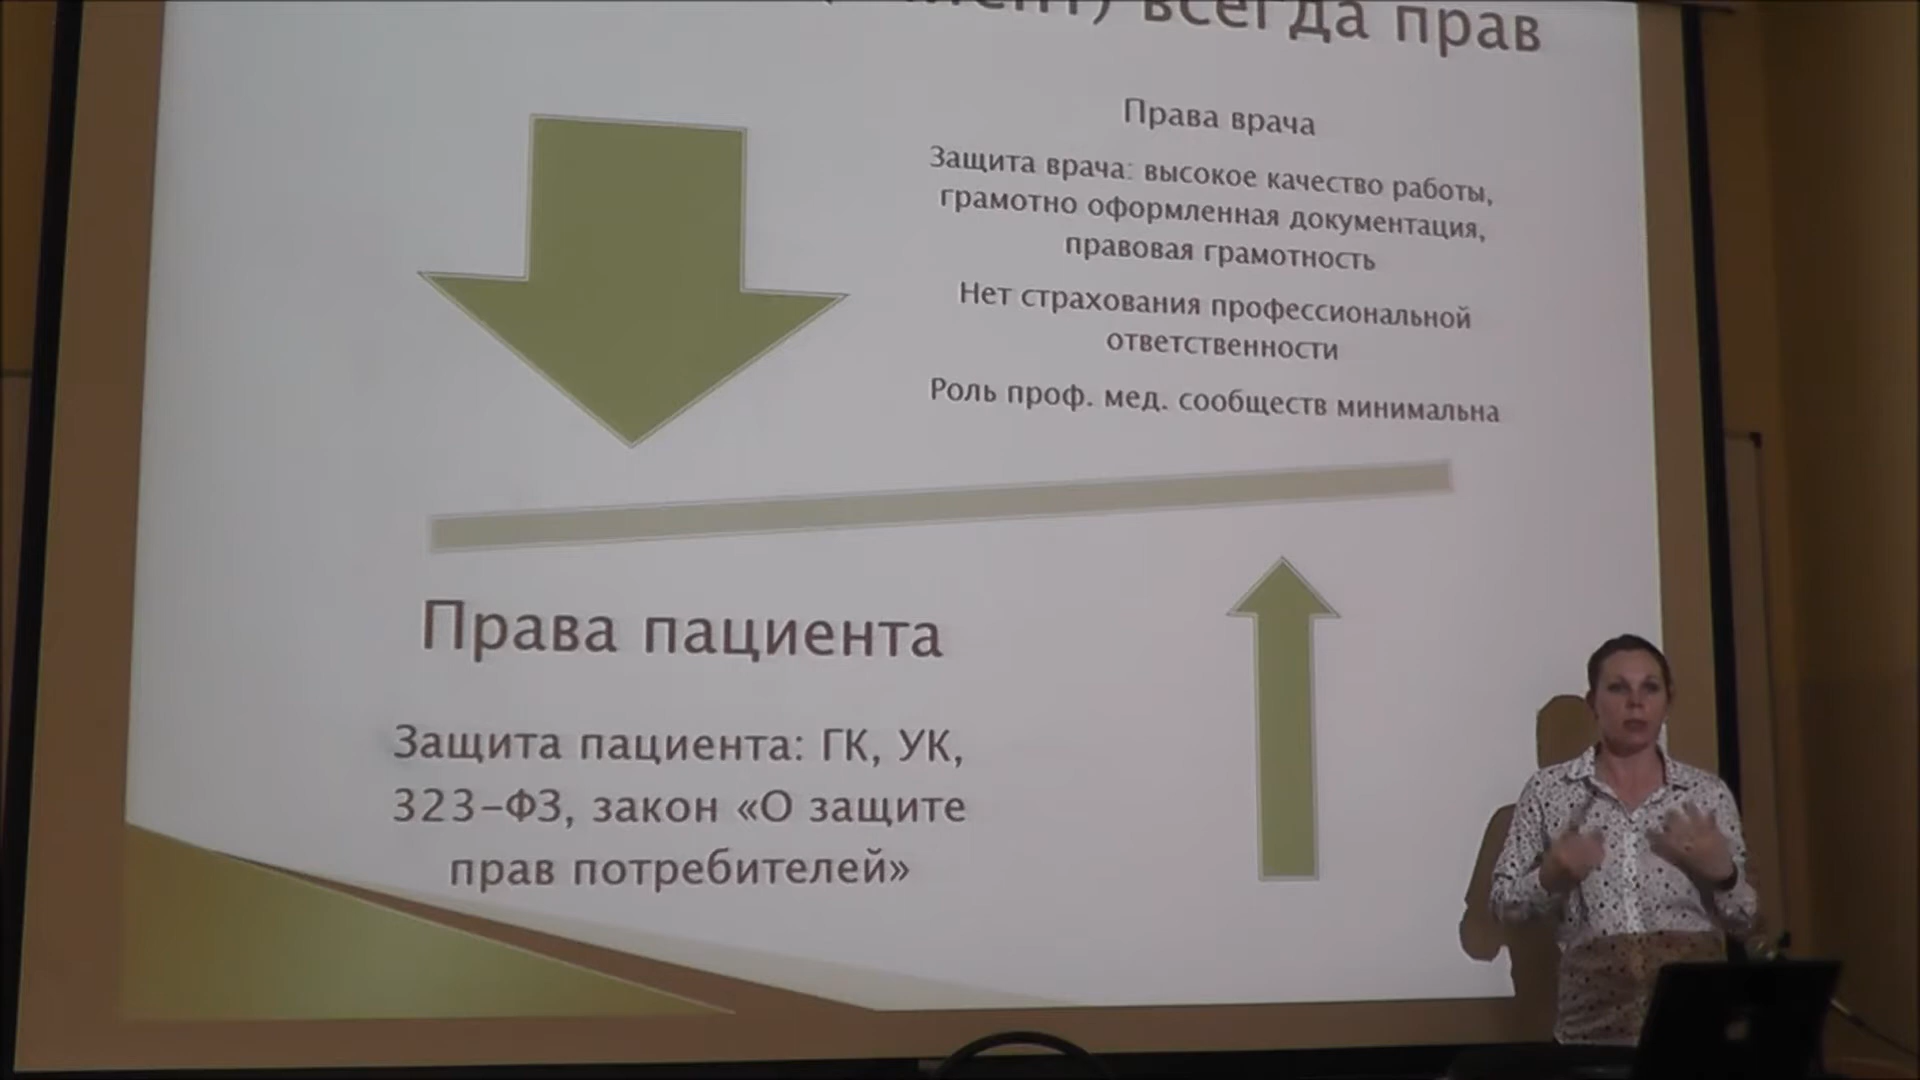 всегда прав
Права врача
Защита врача: высокое качество работы,
грамотно оформленная документация,
правовая грамотность
Нет страхования профессиональной
ответственности
Роль проф. мед. сообществ минимальна
Права пациента
Защита пациента: ГК, УК,
323-ФЗ, закон «О защите
прав потребителей»